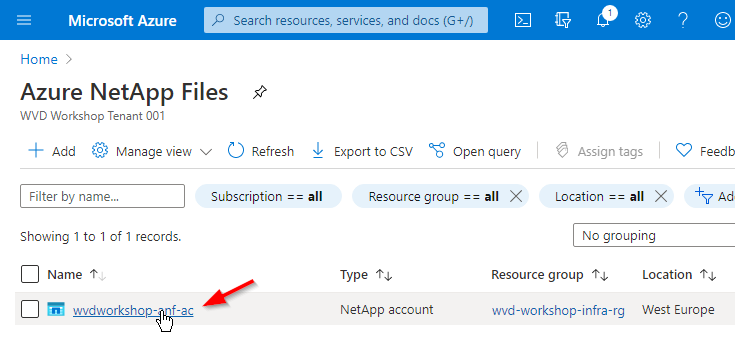 Microsoft Azure
Search resources, services, and docs (G+/)
1
Home >
Azure NetApp Files
WVD Workshop Tenant 001
+ Add Manage view Refresh Export to CSV Open query Assign tags Feedb
Filter by name... Subscription == all Resource group == all Location == all Add
Showing 1 to 1 of 1 records. No grouping
Name Type Resource group Location
wvdworkshop-anf-ac NetApp account wvd-workshop-infra-rg West Europe